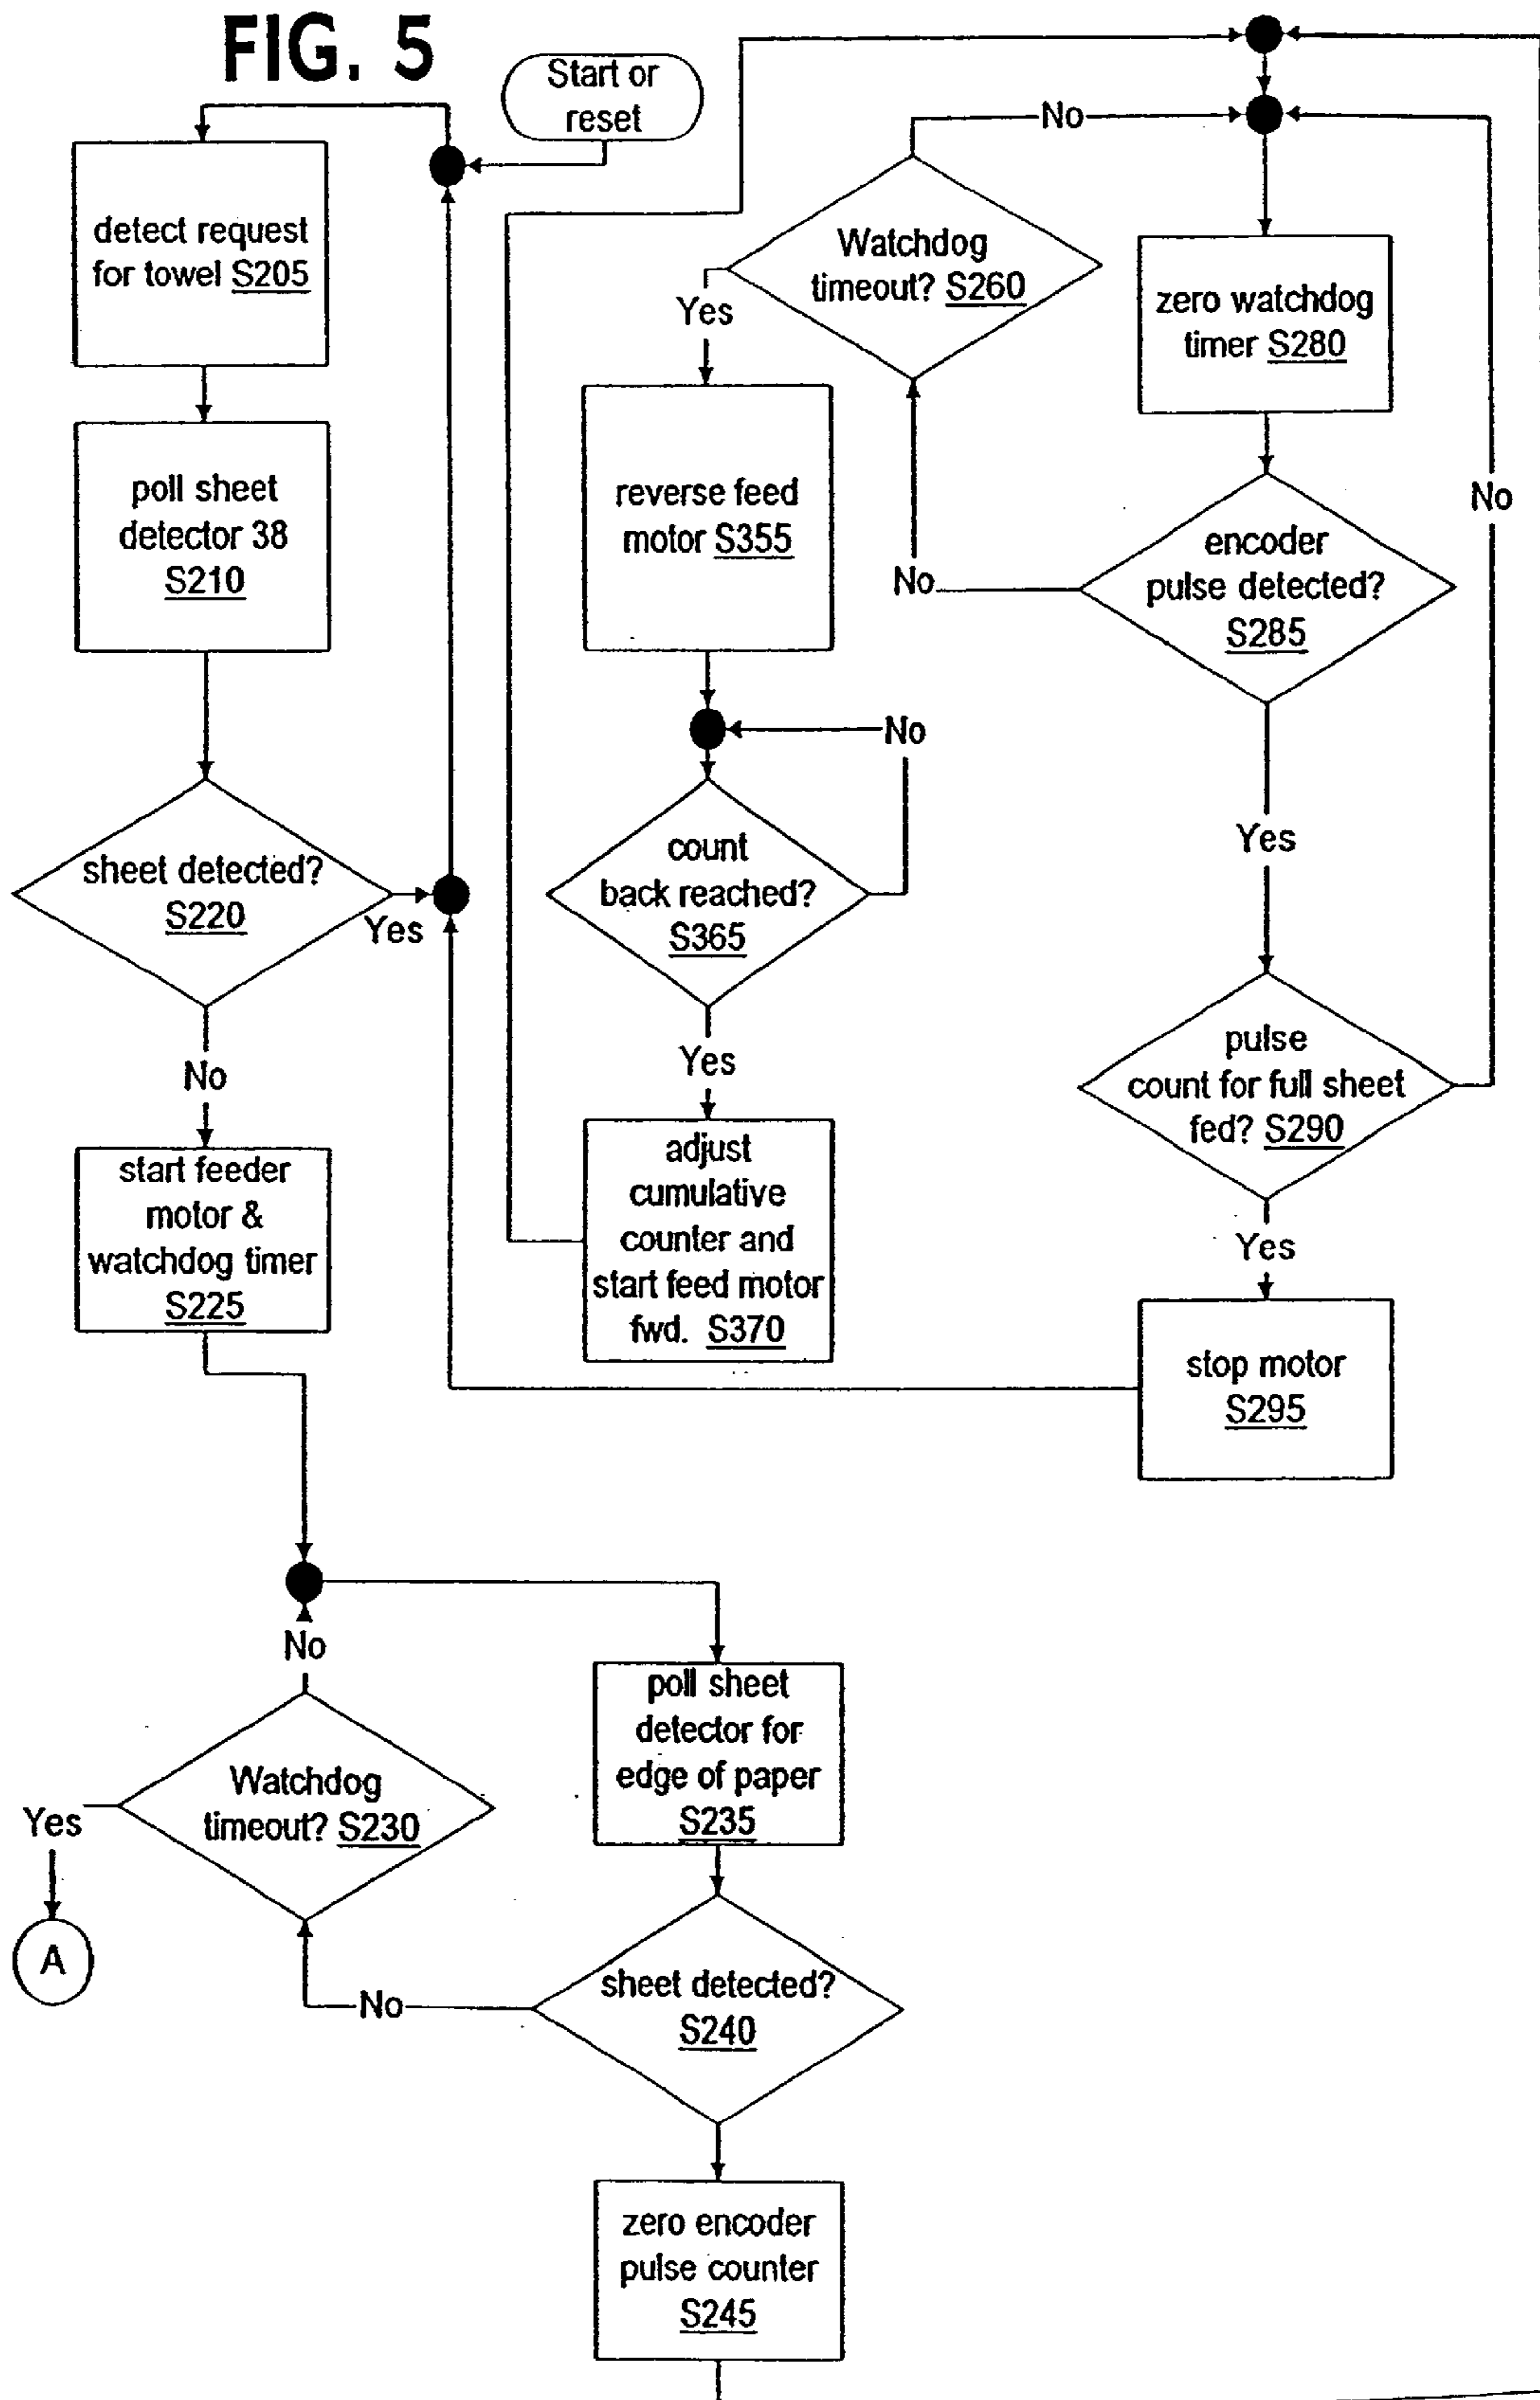 FIG. 5
Start or
reset
detect request
for towel S205
poll sheet
detector 38
S210
sheet detected?
S220
Yes
No
start feeder
motor &
watchdog timer
S225
No
Watchdog
timeout? S260
Yes
reverse feed
motor S355
No
count
back reached?
S365
Yes
adjust
cumulative
counter and
start feed motor
fwd. S370
zero watchdog
timer S280
No
encoder
pulse detected?
S285
No
Yes
pulse
count for full sheet
fed? S290
Yes
stop motor
S295
No
Watchdog
timeout? S230
Yes
A
poll sheet
detector for
edge of paper
S235
sheet detected?
S240
No
zero encoder
pulse counter
S245